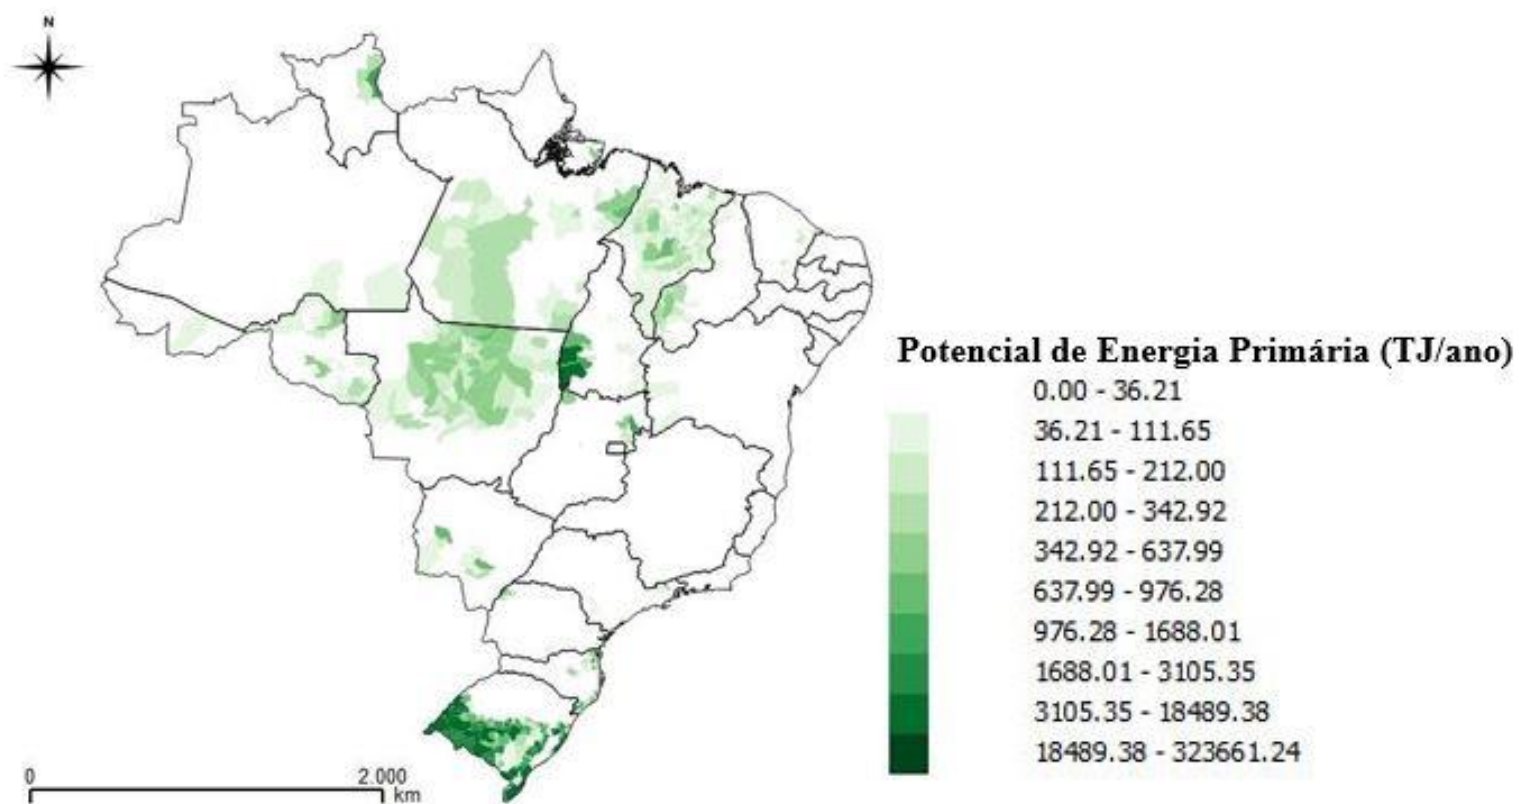 N
Potencial de Energia Primária (TJ/ano)
0.00 - 36.21
36.21 - 111.65
111.65 - 212.00
212.00 - 342.92
342.92 - 637.99
637.99 - 976.28
976.28 - 1688.01
1688.01 - 3105.35
3105.35 - 18489.38
18489.38 - 323661.24
0 2.000
km